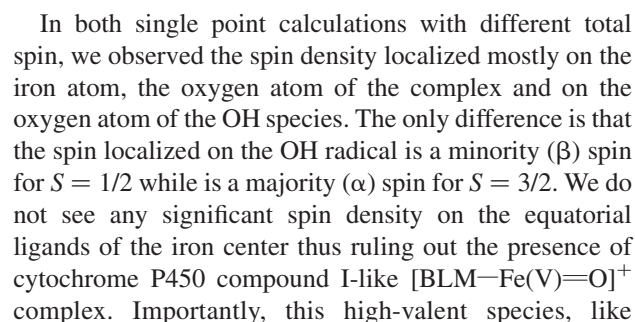 In both single point calculations with different total
spin, we observed the spin density localized mostly on the
iron atom, the oxygen atom of the complex and on the
oxygen atom of the OH species. The only difference is that
the spin localized on the OH radical is a minority (β) spin
for S = 1/2 while is a majority (α) spin for S = 3/2. We do
not see any significant spin density on the equatorial
ligands of the iron center thus ruling out the presence of
cytochrome P450 compound I-like [BLM—Fe(V)=O]⁺
complex. Importantly, this high-valent species, like